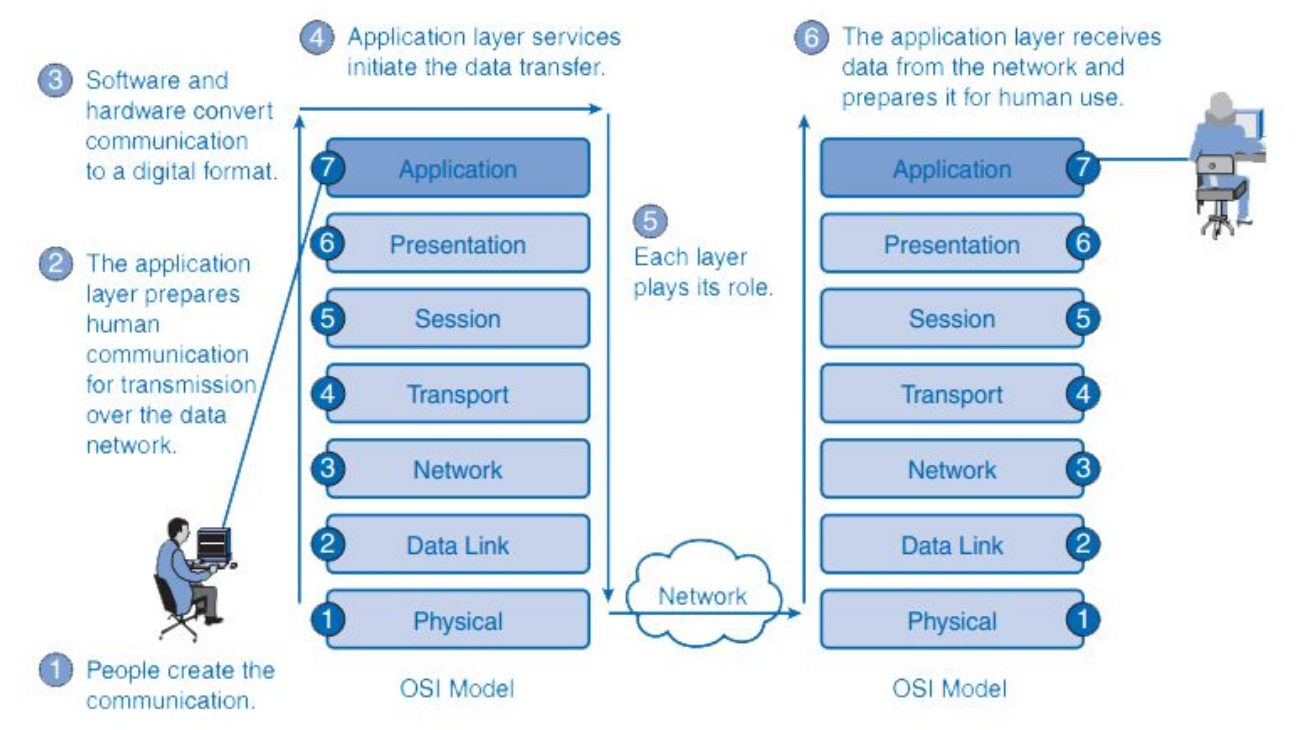 4
Application layer services
initiate the data transfer.
6
The application layer receives
data from the network and
prepares it for human use.
3
Software and
hardware convert
communication
to a digital format.
2
The application
layer prepares
human
communication
for transmission
over the data
network.
1
People create the
communication.
7
Application
6
Presentation
5
Session
4
Transport
3
Network
2
Data Link
1
Physical
OSI Model
5
Each layer
plays its role.
Network
Application
7
Presentation
6
Session
5
Transport
4
Network
3
Data Link
2
Physical
1
OSI Model